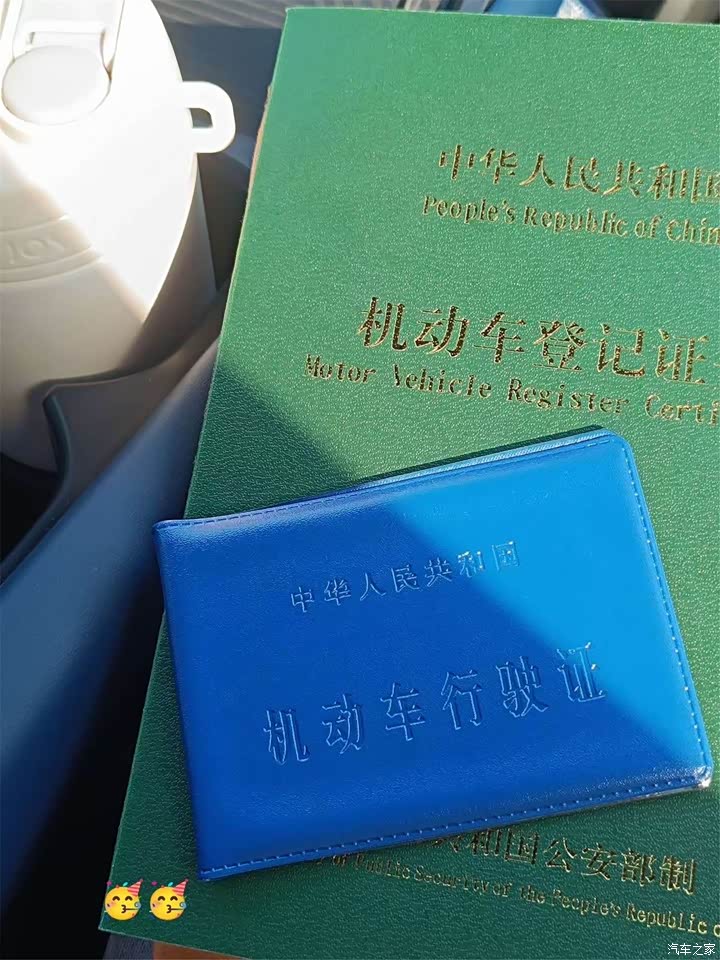 中华人民共和国
People's Republic of Chin
机动车登记证
Motor Vehicle Register Certi
中华人民共和国
机动车行驶证
共和国公安部制
of Public Security of the People's Republic o
汽车之家